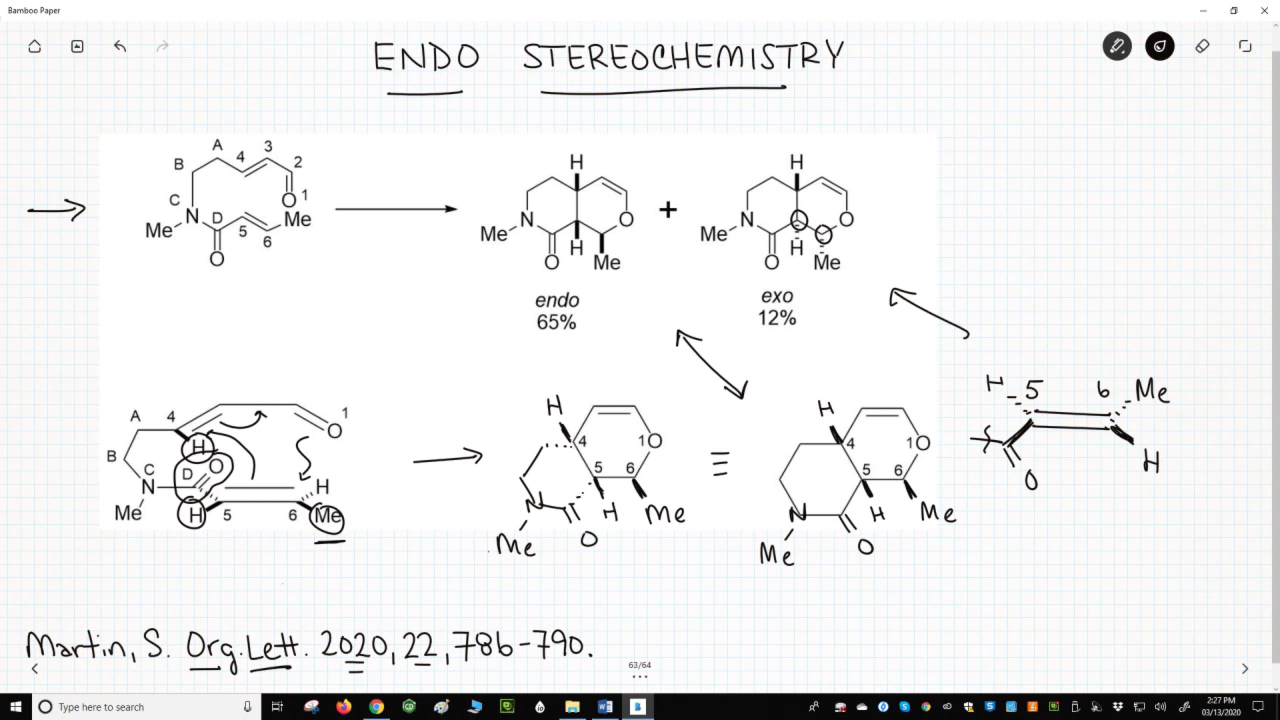 Bamboo Paper
ENDO STEREOCHEMISTRY
A 3
B 4 2
C O 1
N D Me
Me 5
6
O
H
N O
Me H
O Me
endo
65%
+
H
N O
Me H
O Me
exo
12%
A 4 1
H O
B
C D O
N H
Me H 5 6 Me
H
4 1 O
5 6
N H Me
Me O
≡
H
4 1 O
5 6
N H Me
Me O
H 5 6 Me
O H
Martin, S. Org. Lett. 2020, 22, 786-790.
63/64
Type here to search
2:27 PM
03/13/2020